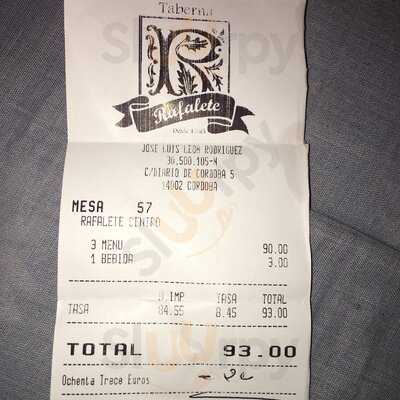 Taberna
R
Rafalete
JOSE LUIS LEON RODRIGUEZ
30.500.105-N
C/DIARIO DE CORDOBA 5
14002 CORDOBA
MESA 57
RAFALETE CENTRO
3 MENU 90.00
1 BEBIDA 3.00
B.IMP TASA TOTAL
TASA 84.55 8.45 93.00
TOTAL 93.00
Ochenta Trece Euros
sluurpy